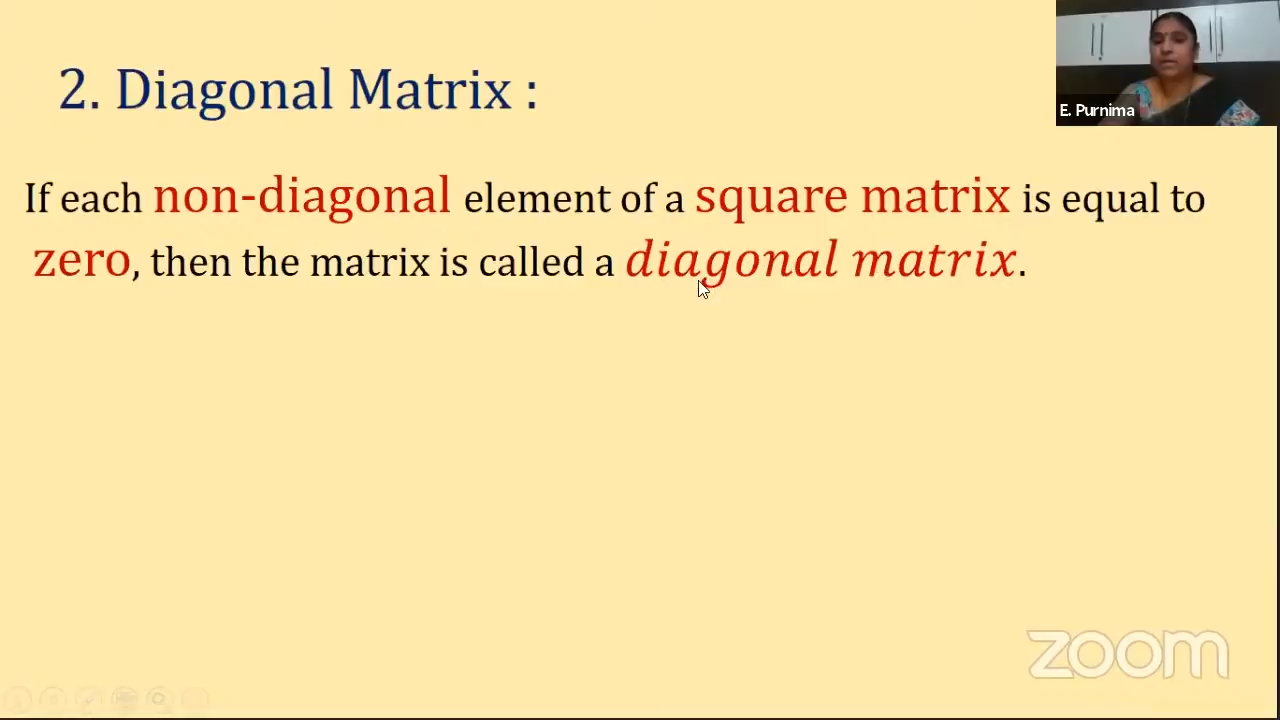 2. Diagonal Matrix :
E. Purnima
If each non-diagonal element of a square matrix is equal to
zero, then the matrix is called a diagonal matrix.
zoom